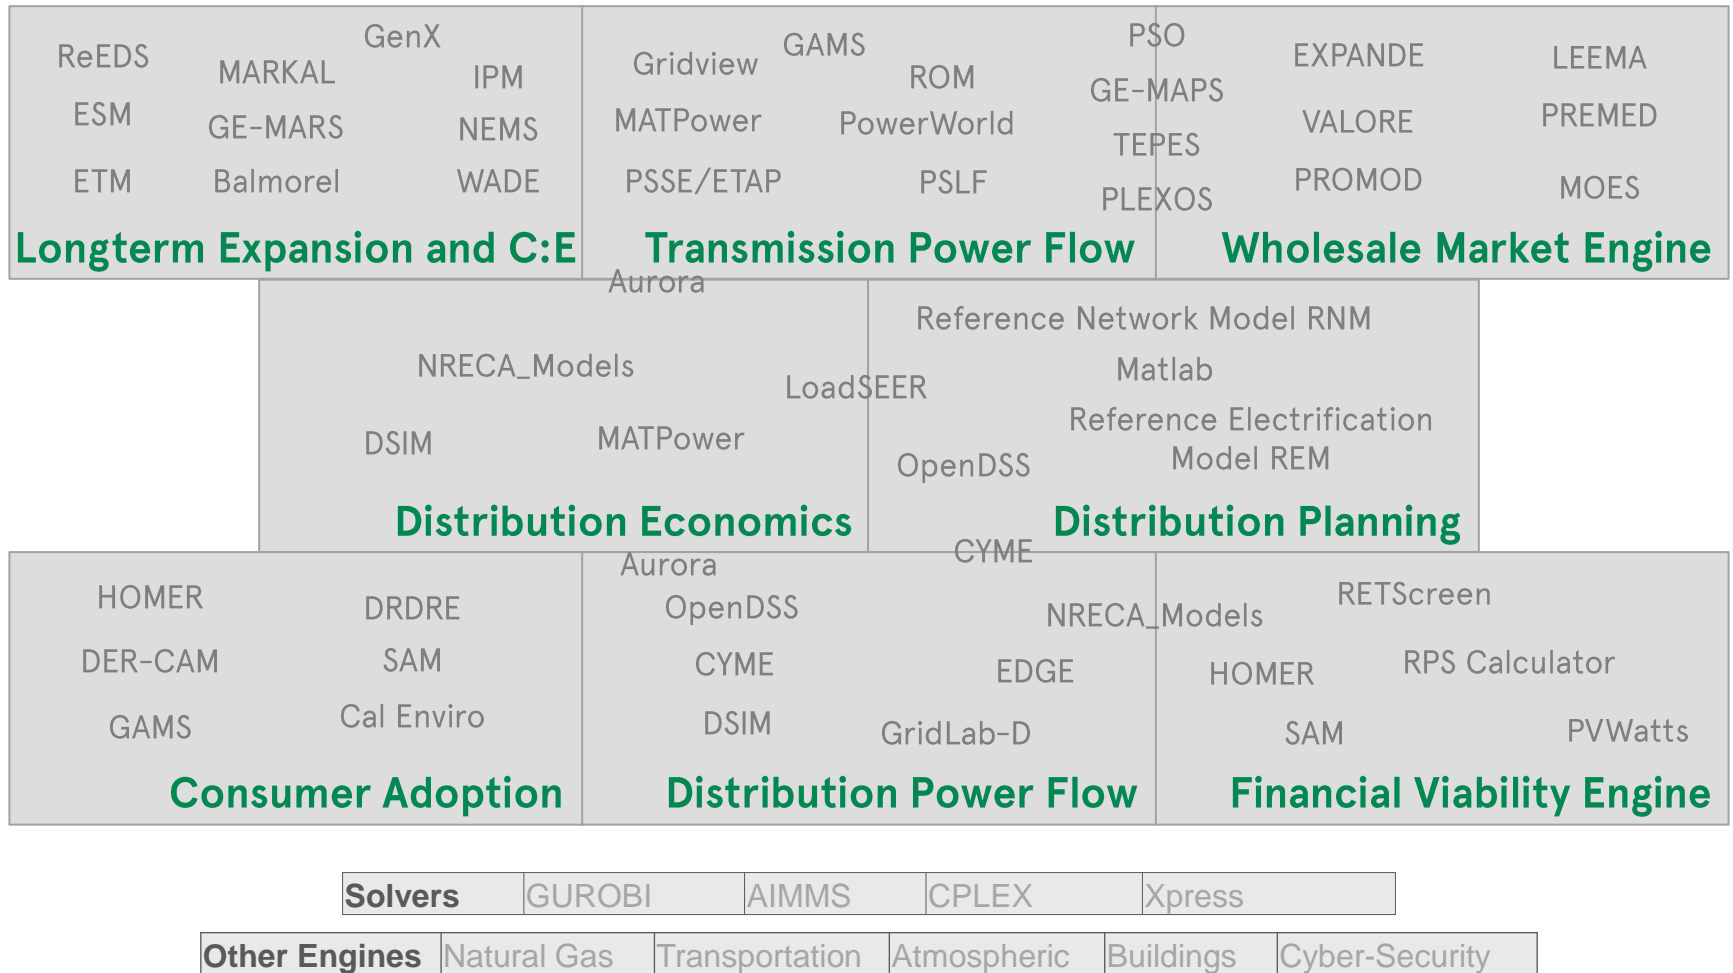 ReEDS
ESM
ETM
MARKAL
GE-MARS
Balmorel
GenX
IPM
NEMS
WADE
Longterm Expansion and C:E
Gridview
MATPower
PSSE/ETAP
GAMS
ROM
PowerWorld
PSLF
Transmission Power Flow
PSO
GE-MAPS
TEPES
PLEXOS
EXPANDE
VALORE
PROMOD
LEEMA
PREMED
MOES
Wholesale Market Engine
Aurora
NRECA_Models
DSIM
MATPower
LoadSEER
Distribution Economics
Reference Network Model RNM
Matlab
Reference Electrification
Model REM
OpenDSS
Distribution Planning
CYME
HOMER
DER-CAM
GAMS
DRDRE
SAM
Cal Enviro
Consumer Adoption
Aurora
OpenDSS
CYME
DSIM
EDGE
GridLab-D
Distribution Power Flow
NRECA_Models
RETScreen
HOMER
RPS Calculator
SAM
PVWatts
Financial Viability Engine
Solvers GUROBI AIMMS CPLEX Xpress
Other Engines Natural Gas Transportation Atmospheric Buildings Cyber-Security